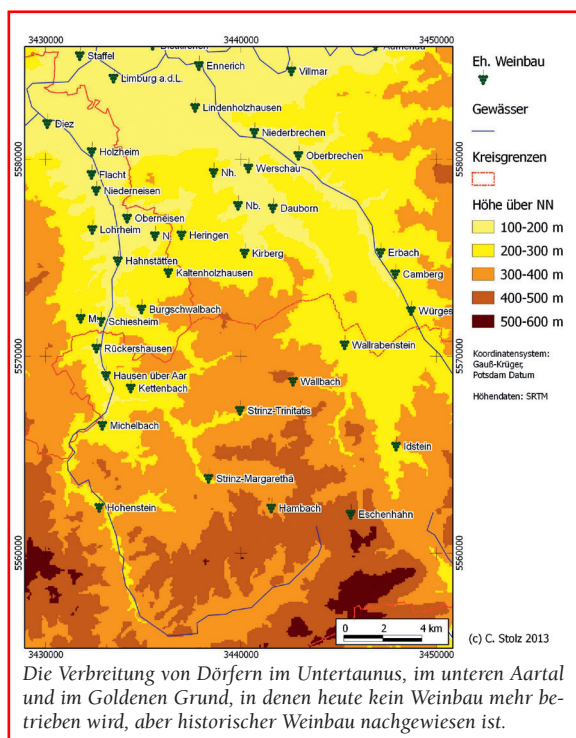 3430000
3440000
3450000
Staffel
Ennerich
Villmar
Limburg a.d.L.
Lindenholzhausen
Diez
Niederbrechen
Holzheim
Oberbrechen
Flacht
Nh.
Werschau
Niederneisen
Nb.
Dauborn
Oberneisen
Lohrheim
N.
Heringen
Hahnstätten
Kirberg
Erbach
Kaltenholzhausen
Camberg
Burgschwalbach
Würges
M.
Schiesheim
Rückershausen
Wallrabenstein
Hausen über Aar
Wallbach
Kettenbach
Strinz-Trinitatis
Michelbach
Idstein
Strinz-Margarethä
Hohenstein
Hambach
Eschenhahn
5580000
5570000
5560000
5580000
5570000
5560000
0 2 4 km
3430000
3440000
3450000
Eh. Weinbau
Gewässer
Kreisgrenzen
Höhe über NN
100-200 m
200-300 m
300-400 m
400-500 m
500-600 m
Koordinatensystem:
Gauß-Krüger,
Potsdam Datum
Höhendaten: SRTM
(c) C. Stolz 2013
Die Verbreitung von Dörfern im Untertaunus, im unteren Aartal
und im Goldenen Grund, in denen heute kein Weinbau mehr be-
trieben wird, aber historischer Weinbau nachgewiesen ist.